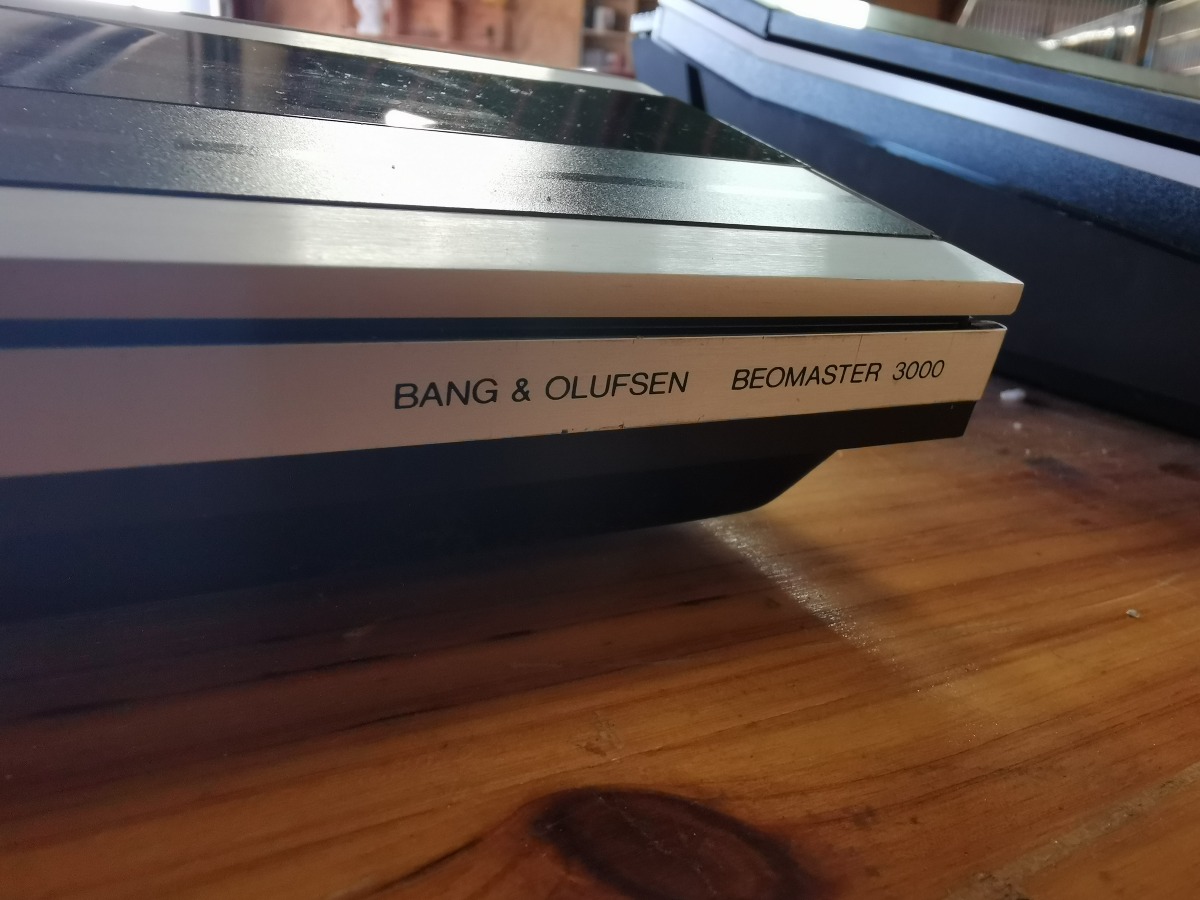 BANG & OLUFSEN BEOMASTER 3000